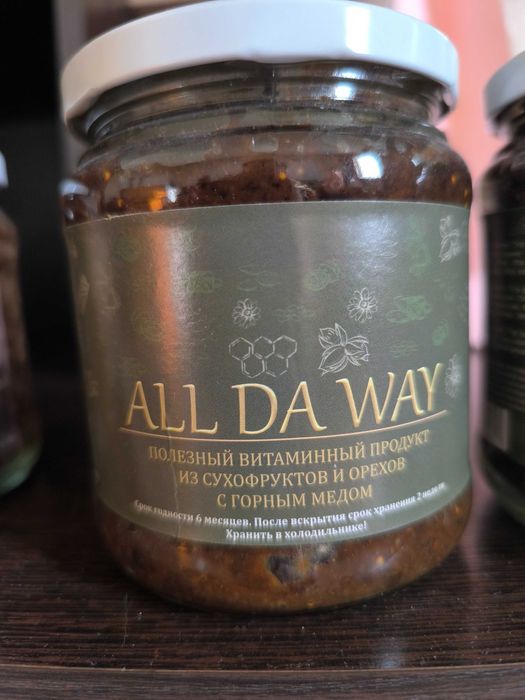 ALL DA WAY
ПОЛЕЗНЫЙ ВИТАМИННЫЙ ПРОДУКТ
ИЗ СУХОФРУКТОВ И ОРЕХОВ
С ГОРНЫМ МЕДОМ
Срок годности 6 месяцев. После вскрытия срок хранения 2 недели
Хранить в холодильнике!